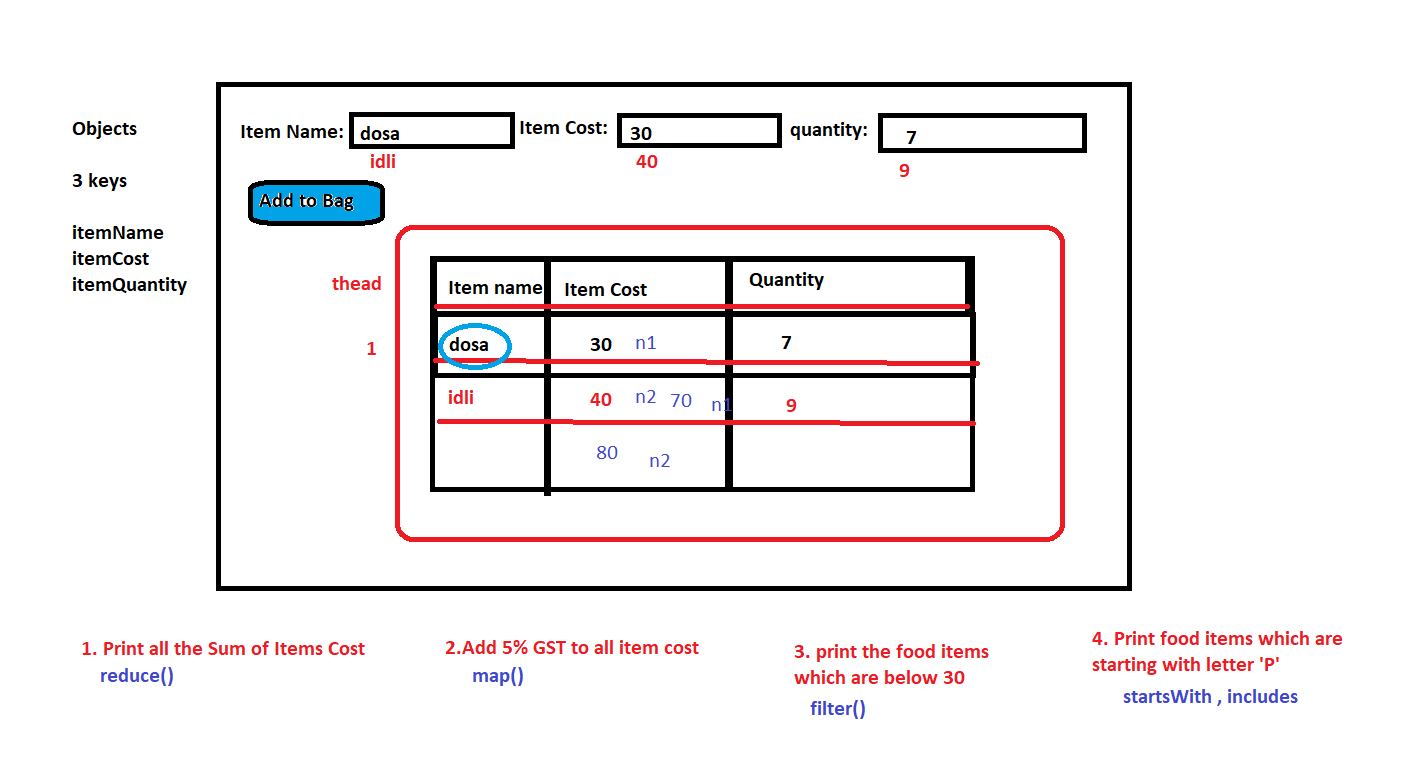 Objects
3 keys
itemName
itemCost
itemQuantity
Item Name: dosa Item Cost: 30 quantity: 7
idli 40 9
Add to Bag
thead
Item name Item Cost Quantity
1 dosa 30 n1 7
idli 40 n2 70 n1 9
80 n2
1. Print all the Sum of Items Cost
reduce()
2.Add 5% GST to all item cost
map()
3. print the food items
which are below 30
filter()
4. Print food items which are
starting with letter 'P'
startsWith , includes